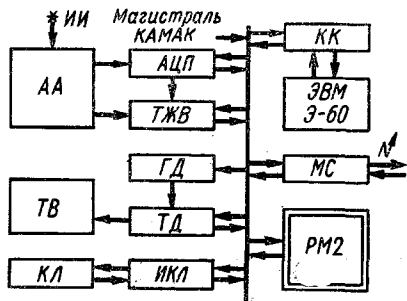 ИИ
Магистраль
КАМАК
КК
АА
АЦП
ЭВМ
Э-60
ТЖВ
ГД
МС
N
ТВ
ТД
РМ2
КЛ
ИКЛ